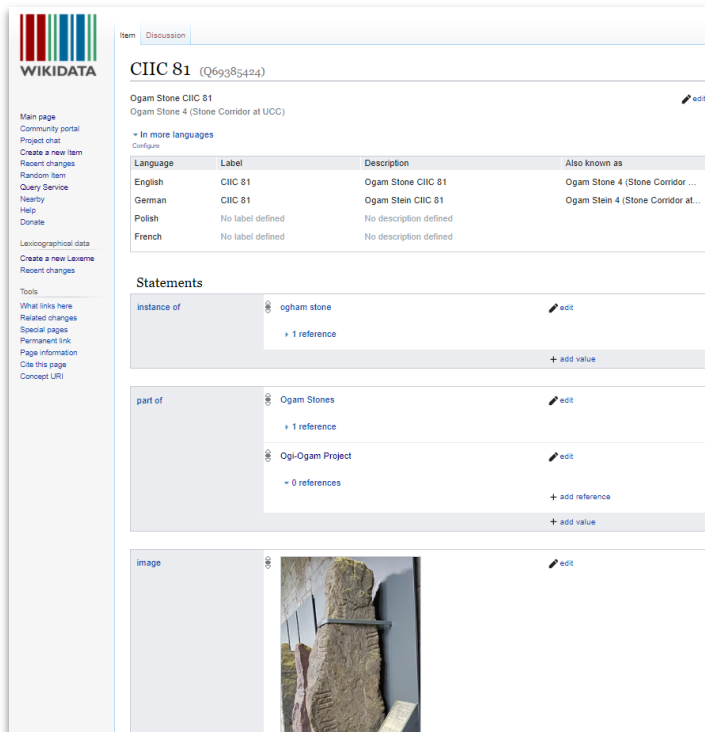 WIKIDATA
Main page
Community portal
Project chat
Create a new Item
Recent changes
Random Item
Query Service
Nearby
Help
Donate
Lexicographical data
Create a new Lexeme
Recent changes
Tools
What links here
Related changes
Special pages
Permanent link
Page information
Cite this page
Concept URI
Item Discussion
CIIC 81 (Q69385424)
Ogam Stone CIIC 81 edit
Ogam Stone 4 (Stone Corridor at UCC)
In more languages
Configure
Language Label Description Also known as
English CIIC 81 Ogam Stone CIIC 81 Ogam Stone 4 (Stone Corridor ...
German CIIC 81 Ogam Stein CIIC 81 Ogam Stein 4 (Stone Corridor at...
Polish No label defined No description defined
French No label defined No description defined
Statements
instance of ogham stone edit
1 reference
+ add value
part of Ogam Stones edit
1 reference
Ogi-Ogam Project edit
0 references
+ add reference
+ add value
image edit